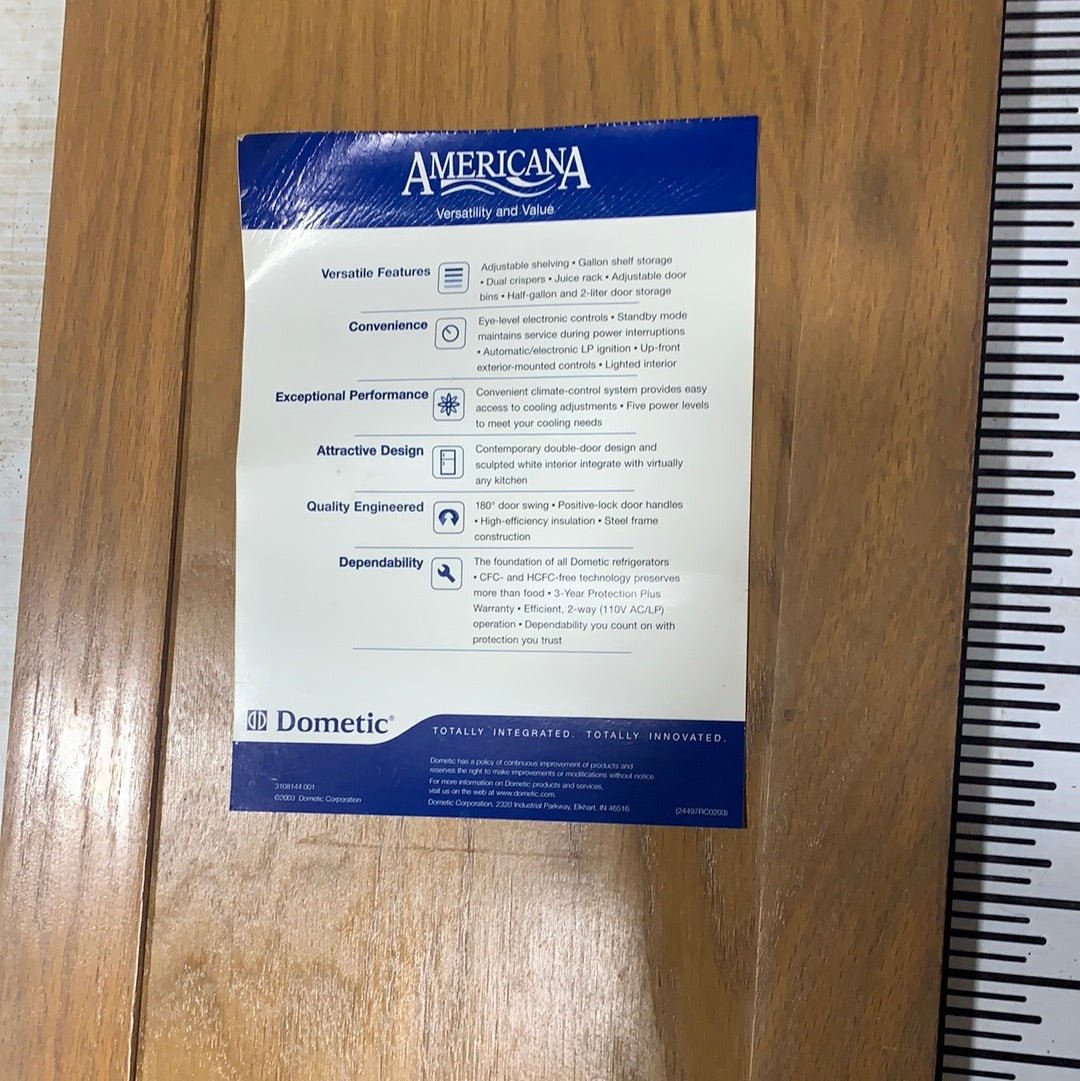 AMERICANA
Versatility and Value
Versatile Features
Adjustable shelving • Gallon shelf storage
• Dual crispers • Juice rack • Adjustable door
bins • Half-gallon and 2-liter door storage
Convenience
Eye-level electronic controls • Standby mode
maintains service during power interruptions
• Automatic/electronic LP ignition • Up-front
exterior-mounted controls • Lighted interior
Exceptional Performance
Convenient climate-control system provides easy
access to cooling adjustments • Five power levels
to meet your cooling needs
Attractive Design
Contemporary double-door design and
sculpted white interior integrate with virtually
any kitchen
Quality Engineered
180° door swing • Positive-lock door handles
• High-efficiency insulation • Steel frame
construction
Dependability
The foundation of all Dometic refrigerators
• CFC- and HCFC-free technology preserves
more than food • 3-Year Protection Plus
Warranty • Efficient, 2-way (110V AC/LP)
operation • Dependability you count on with
protection you trust
Dometic®
TOTALLY INTEGRATED. TOTALLY INNOVATED.
Dometic has a policy of continuous improvement of products and
reserves the right to make improvements or modifications without notice.
For more information on Dometic products and services,
visit us on the web at www.dometic.com.
Dometic Corporation, 2320 Industrial Parkway, Elkhart, IN 46516
3108144.001
©2003 Dometic Corporation
(24497RC0203)